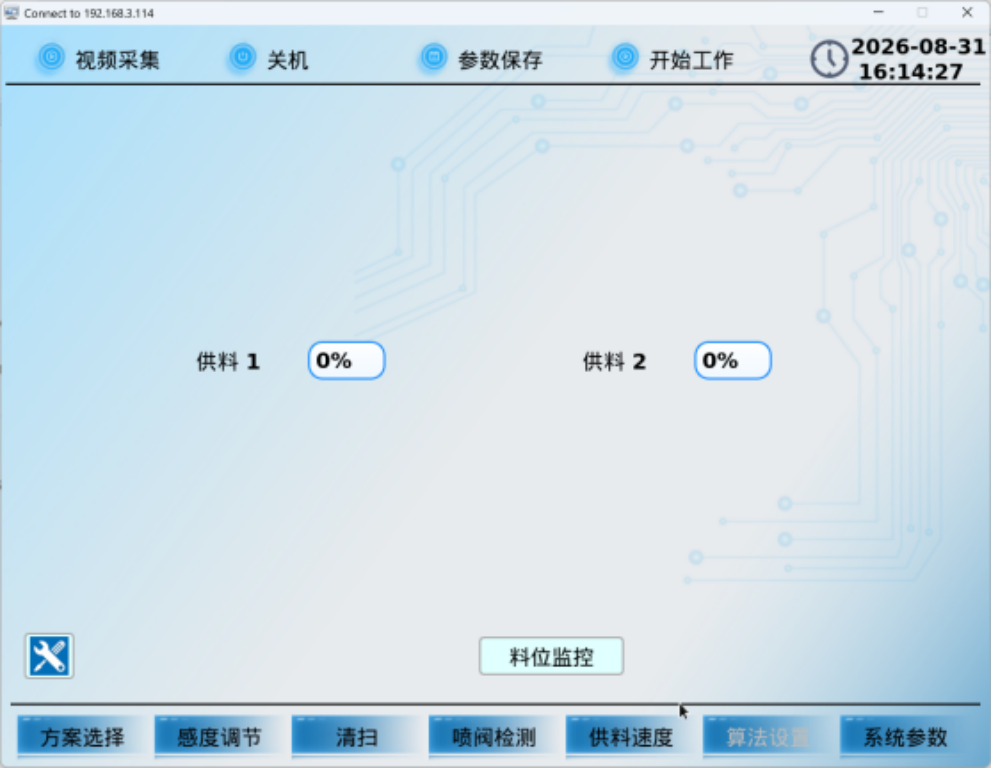 Connect to 192.168.3.114
视频采集 关机 参数保存 开始工作 2026-08-31
16:14:27
供料 1 0% 供料 2 0%
料位监控
方案选择 感度调节 清扫 喷阀检测 供料速度 算法设置 系统参数